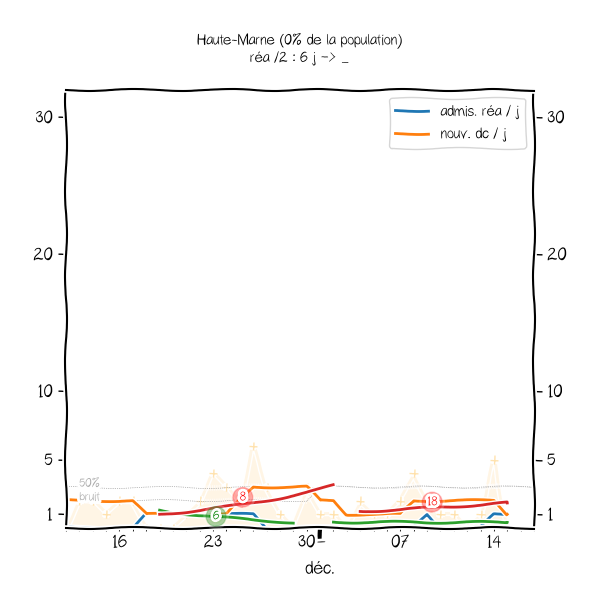 Haute-Marne (0% de la population)
réa /2 : 6 j -> _
admis. réa / j
nouv. dc / j
30 30
20 20
10 10
5 5
50%
bruit
8
18
6
1 1
16 23 30 07 14
déc.